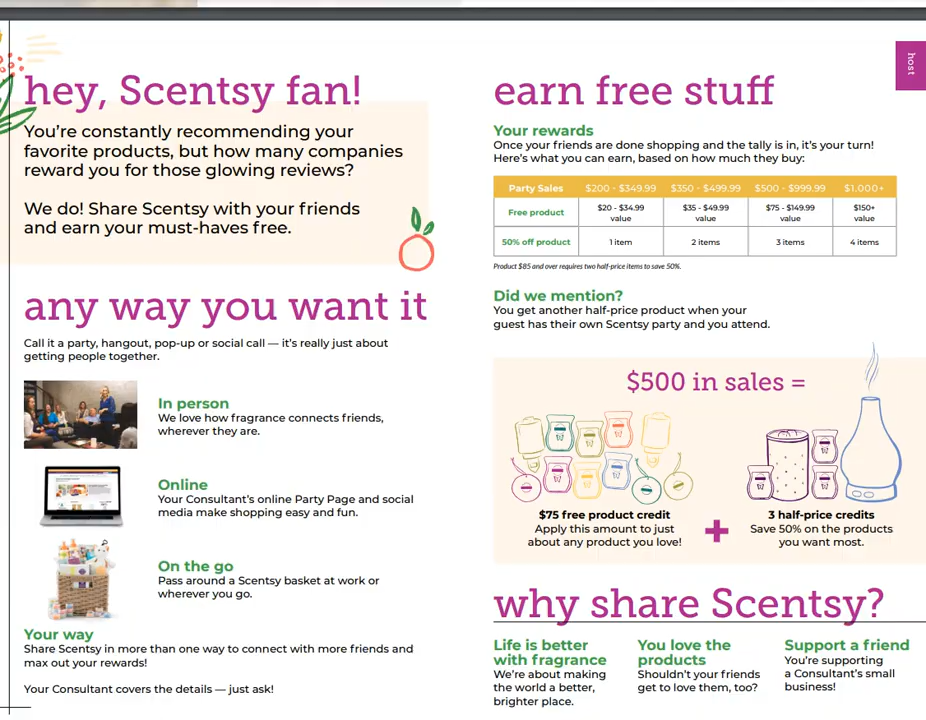 hey, Scentsy fan!
You're constantly recommending your
favorite products, but how many companies
reward you for those glowing reviews?
We do! Share Scentsy with your friends
and earn your must-haves free.
any way you want it
Call it a party, hangout, pop-up or social call — it's really just about
getting people together.
In person
We love how fragrance connects friends,
wherever they are.
Online
Your Consultant's online Party Page and social
media make shopping easy and fun.
On the go
Pass around a Scentsy basket at work or
wherever you go.
Your way
Share Scentsy in more than one way to connect with more friends and
max out your rewards!
Your Consultant covers the details — just ask!
host
earn free stuff
Your rewards
Once your friends are done shopping and the tally is in, it's your turn!
Here's what you can earn, based on how much they buy:
Party Sales $200 - $349.99 $350 - $499.99 $500 - $999.99 $1,000+
Free product $20 - $34.99 value $35 - $49.99 value $75 - $149.99 value $150+ value
50% off product 1 item 2 items 3 items 4 items
Product $85 and over requires two half-price items to save 50%.
Did we mention?
You get another half-price product when your
guest has their own Scentsy party and you attend.
$500 in sales =
$75 free product credit
Apply this amount to just
about any product you love!
+
3 half-price credits
Save 50% on the products
you want most.
why share Scentsy?
Life is better
with fragrance
We're about making
the world a better,
brighter place.
You love the
products
Shouldn't your friends
get to love them, too?
Support a friend
You're supporting
a Consultant's small
business!